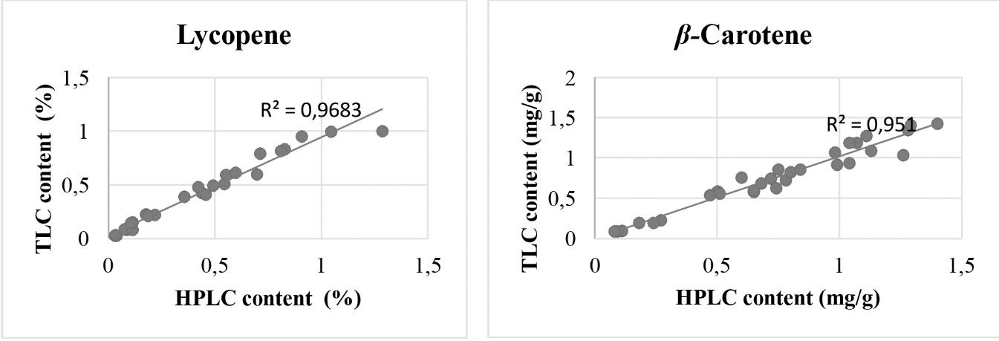 Lycopene
1,5
1
0,5
0
R² = 0,9683
TLC content (%)
0
0,5
1
1,5
HPLC content (%)
β-Carotene
2
1,5
1
0,5
0
R² = 0,951
TLC content (mg/g)
0
0,5
1
1,5
HPLC content (mg/g)